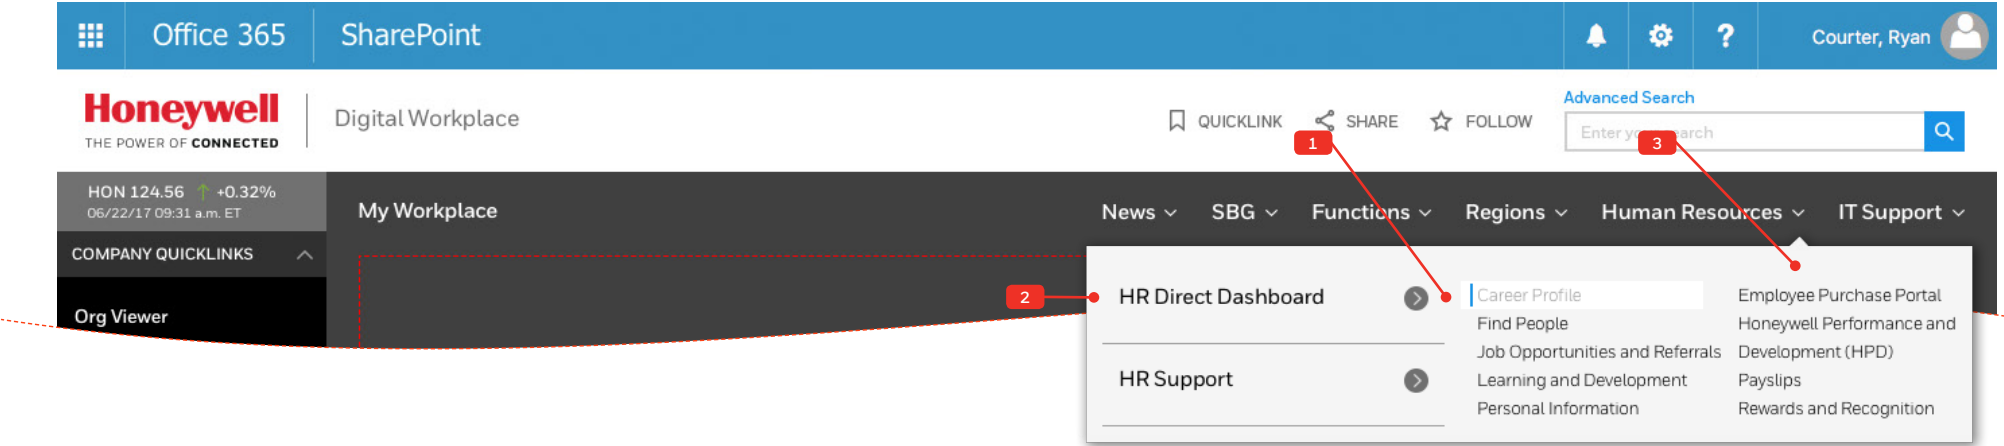 Office 365
SharePoint
?
Courter, Ryan
Honeywell
THE POWER OF CONNECTED
Digital Workplace
QUICKLINK
SHARE
FOLLOW
Advanced Search
Enter your search
1
3
HON 124.56 ↑ +0.32%
06/22/17 09:31 a.m. ET
My Workplace
News
SBG
Functions
Regions
Human Resources
IT Support
COMPANY QUICKLINKS
Org Viewer
2
HR Direct Dashboard
HR Support
Career Profile
Find People
Job Opportunities and Referrals
Learning and Development
Personal Information
Employee Purchase Portal
Honeywell Performance and
Development (HPD)
Payslips
Rewards and Recognition